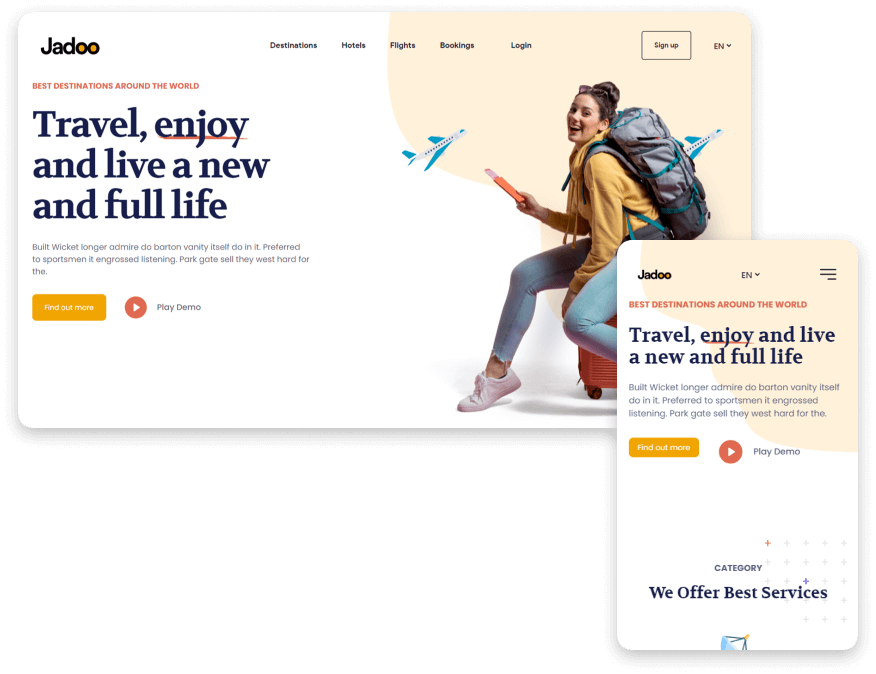 Jadoo
Destinations
Hotels
Flights
Bookings
Login
Sign up
EN
BEST DESTINATIONS AROUND THE WORLD
Travel, enjoy
and live a new
and full life
Built Wicket longer admire do barton vanity itself do in it. Preferred
to sportsmen it engrossed listening. Park gate sell they west hard for
the.
Find out more
Play Demo
Jadoo
EN
BEST DESTINATIONS AROUND THE WORLD
Travel, enjoy and live
a new and full life
Built Wicket longer admire do barton vanity itself
do in it. Preferred to sportsmen it engrossed
listening. Park gate sell they west hard for the.
Find out more
Play Demo
CATEGORY
We Offer Best Services